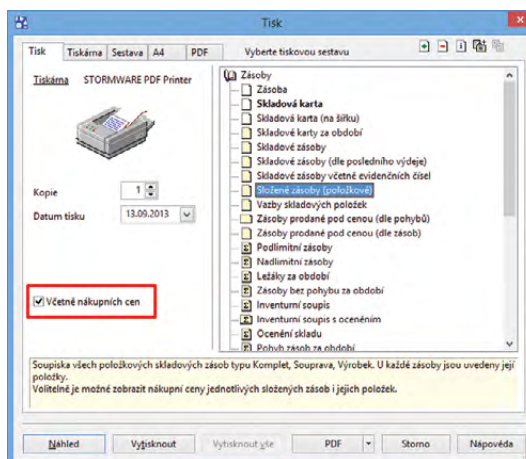 Tisk
Tisk Tiskárna Sestava A4 PDF Vyberte tiskovou sestavu
Tiskárna STORMWARE PDF Printer
Kopie 1
Datum tisku 13.09.2013
Včetně nákupních cen
Zásoby
Zásoba
Skladová karta
Skladová karta (na šířku)
Skladové karty za období
Skladové zásoby
Skladové zásoby (dle posledního výdeje)
Skladové zásoby včetně evidenčních čísel
Složené zásoby (položkově)
Vazby skladových položek
Zásoby prodané pod cenou (dle pohybů)
Zásoby prodané pod cenou (dle zásob)
Podlimitní zásoby
Nadlimitní zásoby
Ležáky za období
Zásoby bez pohybu za období
Inventurní soupis
Inventurní soupis s oceněním
Ocenění skladu
Pohyb zásob za období
Soupiska všech položkových skladových zásob typu Komplet, Souprava, Výrobek. U každé zásoby jsou uvedeny její
položky.
Volitelně je možné zobrazit nákupní ceny jednotlivých složených zásob i jejich položek.
Náhled Vytisknout Vytisknout vše PDF Storno Nápověda